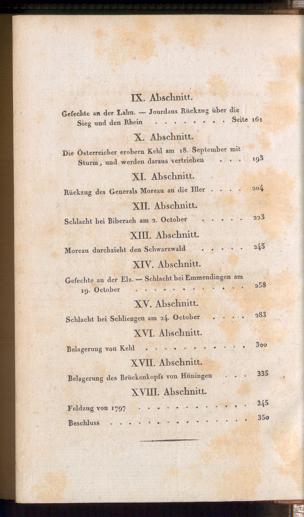 IX. Abschnitt.
Gefechte an der Lahn. — Jourdans Rückzug über die
Sieg und den Rhein . . . . . . . . Seite 161
X. Abschnitt.
Die Österreicher erobern Kehl am 18. September mit
Sturm, und werden daraus vertrieben . . . 193
XI. Abschnitt.
Rückzug des Generals Moreau an die Iller . . . . 204
XII. Abschnitt.
Schlacht bei Biberach am 2. October . . . . . 223
XIII. Abschnitt.
Moreau durchzieht den Schwarzwald . . . . . . 245
XIV. Abschnitt.
Gefechte an der Elz. — Schlacht bei Emmendingen am
19. October . . . . . . . . . . . . . 258
XV. Abschnitt.
Schlacht bei Schliengen am 24. October . . . . 283
XVI. Abschnitt.
Belagerung von Kehl . . . . . . . . . . . 300
XVII. Abschnitt.
Belagerung des Brückenkopfs von Hüningen . . . 335
XVIII. Abschnitt.
Feldzug von 1797 . . . . . . . . . . . 345
Beschluss . . . . . . . . . . . . . . 350